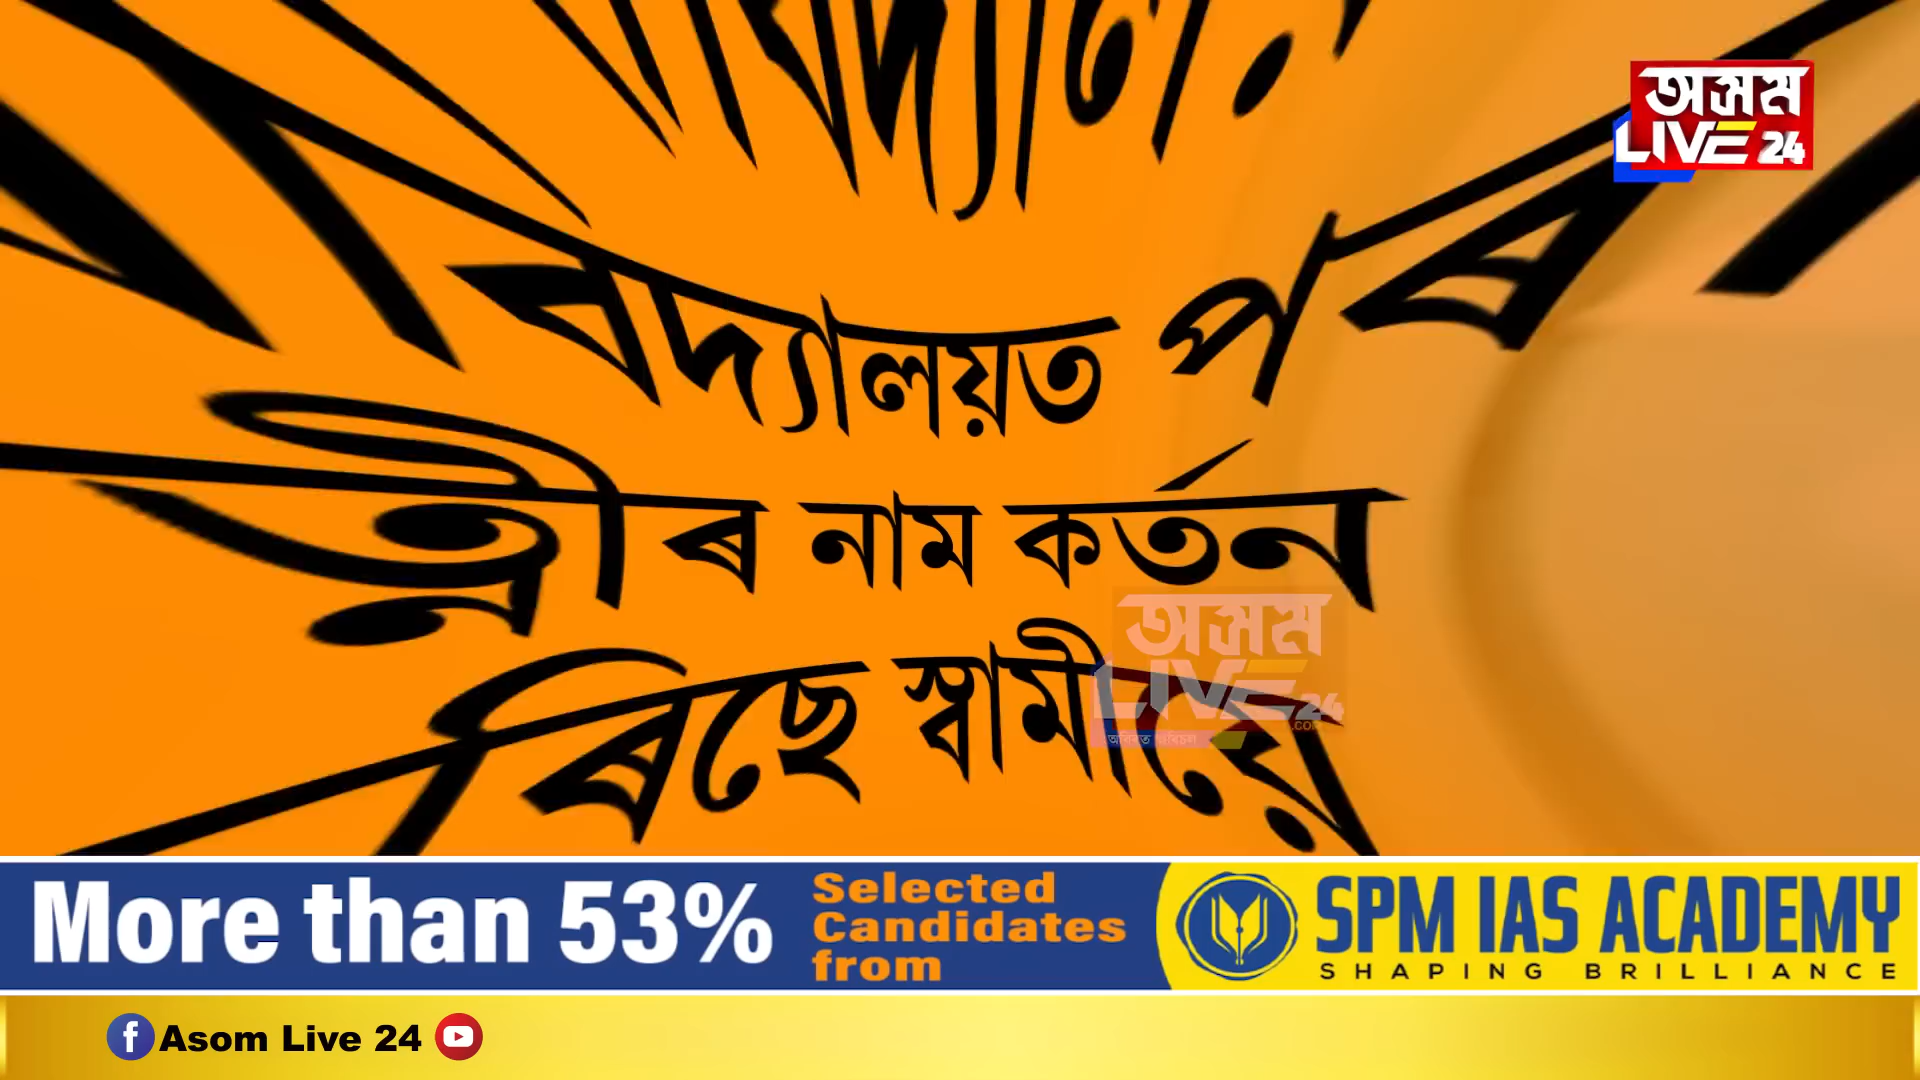 অসম
LIVE 24
বিদ্যালয়ত
ত্নীৰ নাম কৰ্তন
ৰিছে স্বামীয়ে
অসম
LIVE 24
.COM
More than 53%
Selected
Candidates
from
SPM IAS ACADEMY
SHAPING BRILLIANCE
Asom Live 24